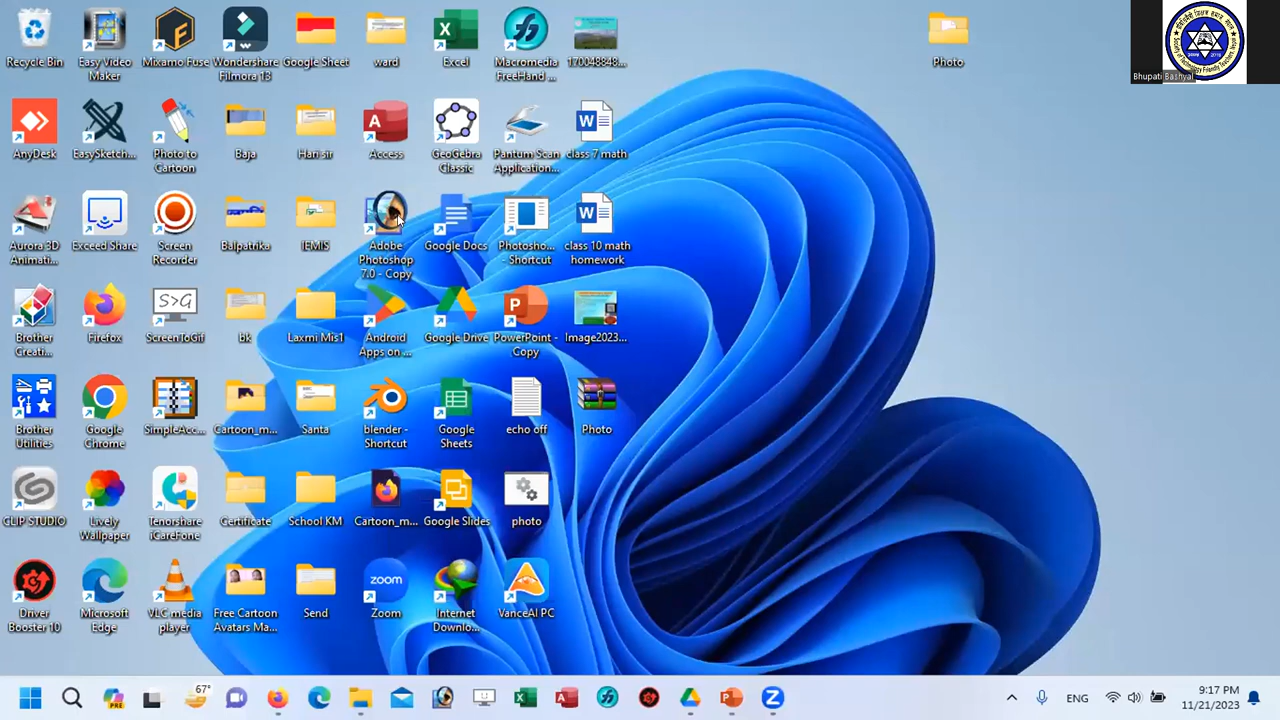 Recycle Bin
Easy Video
Maker
Mixamo Fuse
Wondershare
Filmora 13
Google Sheet
ward
Excel
Macromedia
FreeHand ...
170048848...
Photo
Bhupati Bashyal
AnyDesk
EasySketch...
Photo to
Cartoon
Baja
Hari sir
Access
GeoGebra
Classic
Pantum Scan
Application...
class 7 math
Aurora 3D
Animati...
Exceed Share
Screen
Recorder
Balpatrika
IEMIS
Adobe
Photoshop
7.0 - Copy
Google Docs
Photosho...
- Shortcut
class 10 math
homework
Brother
Creati...
Firefox
S>G
ScreenToGif
bk
Laxmi Mis1
Android
Apps on ...
Google Drive
PowerPoint -
Copy
Image2023...
Brother
Utilities
Google
Chrome
SimpleAcc...
Cartoon_m...
Santa
blender -
Shortcut
Google
Sheets
echo off
Photo
CLIP STUDIO
Lively
Wallpaper
Tenorshare
iCareFone
Certificate
School KM
Cartoon_m...
Google Slides
photo
Driver
Booster 10
Microsoft
Edge
VLC media
player
Free Cartoon
Avatars Ma...
Send
zoom
Zoom
Internet
Downlo...
VanceAI PC
PRE
67°
ENG
9:17 PM
11/21/2023